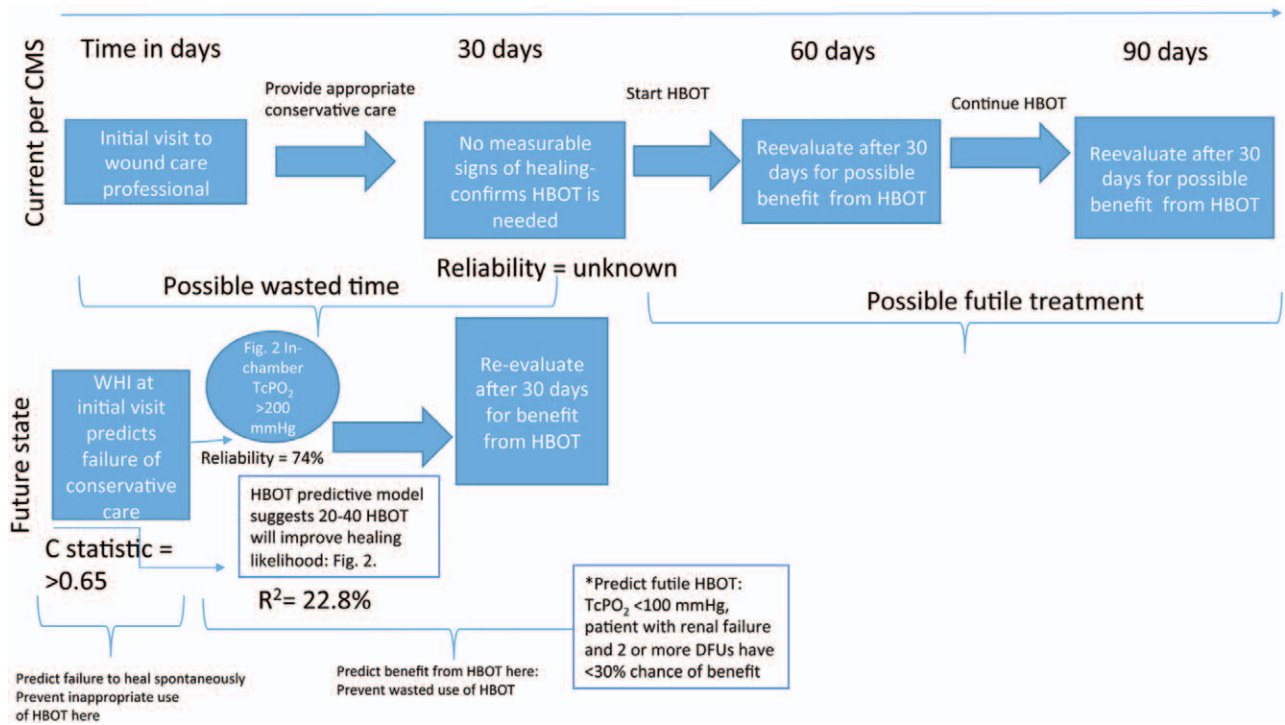 Current per CMS
Time in days
30 days
60 days
90 days
Initial visit to
wound care
professional
Provide appropriate
conservative care
No measurable
signs of healing-
confirms HBOT is
needed
Start HBOT
Reevaluate after 30
days for possible
benefit from HBOT
Continue HBOT
Reevaluate after 30
days for possible
benefit from HBOT
Reliability = unknown
Possible wasted time
Possible futile treatment
Future state
WHI at
initial visit
predicts
failure of
conservative
care
Fig. 2 In-
chamber
TcPO2
>200
mmHg
Reliability = 74%
Re-evaluate
after 30 days
for benefit
from HBOT
HBOT predictive model
suggests 20-40 HBOT
will improve healing
likelihood: Fig. 2.
C statistic =
>0.65
R²= 22.8%
*Predict futile HBOT:
TcPO2 <100 mmHg,
patient with renal failure
and 2 or more DFUs have
<30% chance of benefit
Predict failure to heal spontaneously
Prevent inappropriate use
of HBOT here
Predict benefit from HBOT here:
Prevent wasted use of HBOT